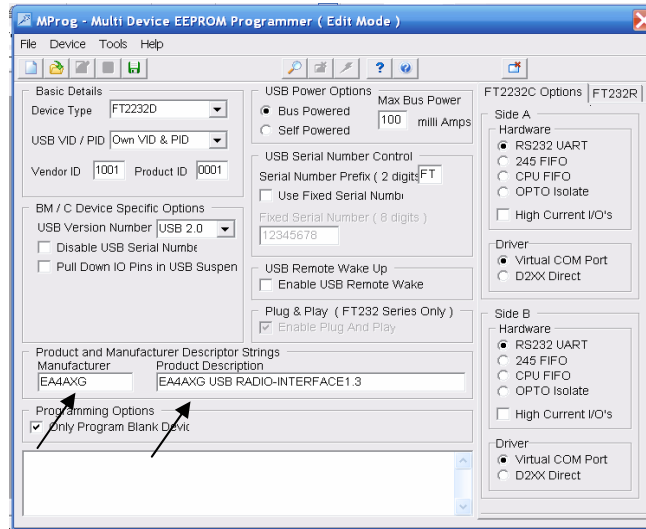 MProg - Multi Device EEPROM Programmer ( Edit Mode )
File Device Tools Help
Basic Details
Device Type FT2232D
USB VID / PID Own VID & PID
Vendor ID 1001 Product ID 0001
BM / C Device Specific Options
USB Version Number USB 2.0
Disable USB Serial Numbe
Pull Down IO Pins in USB Suspen
USB Power Options
Bus Powered
Self Powered
Max Bus Power
100 milli Amps
USB Serial Number Control
Serial Number Prefix ( 2 digits FT
Use Fixed Serial Numbe
Fixed Serial Number ( 8 digits )
12345678
USB Remote Wake Up
Enable USB Remote Wake
Plug & Play ( FT232 Series Only )
Enable Plug And Play
Product and Manufacturer Descriptor Strings
Manufacturer Product Description
EA4AXG EA4AXG USB RADIO-INTERFACE1.3
Programming Options
Only Program Blank Devic
FT2232C Options FT232R
Side A
Hardware
RS232 UART
245 FIFO
CPU FIFO
OPTO Isolate
High Current I/O's
Driver
Virtual COM Port
D2XX Direct
Side B
Hardware
RS232 UART
245 FIFO
CPU FIFO
OPTO Isolate
High Current I/O's
Driver
Virtual COM Port
D2XX Direct